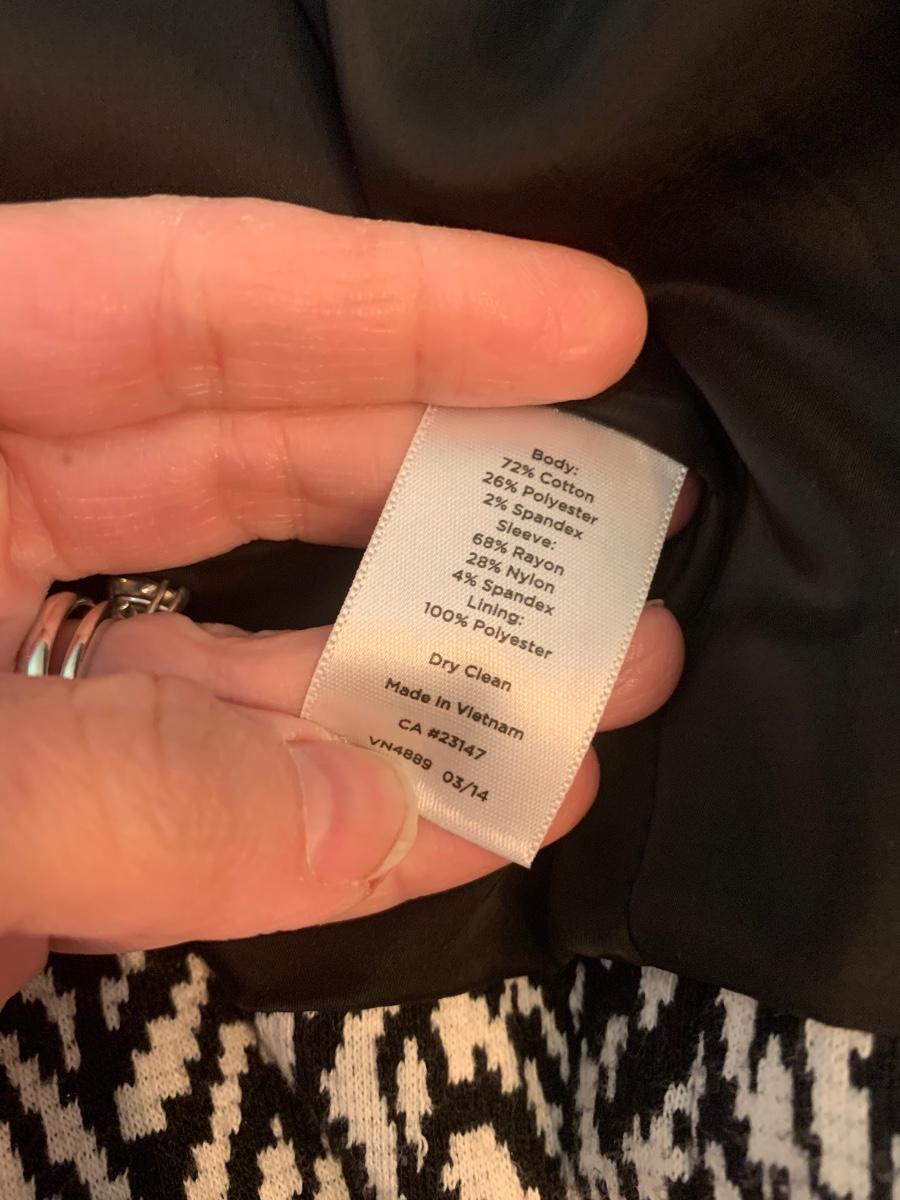 Body:
72% Cotton
26% Polyester
2% Spandex
Sleeve:
68% Rayon
28% Nylon
4% Spandex
Lining:
100% Polyester
Dry Clean
Made in Vietnam
CA #23147
VN4889 03/14